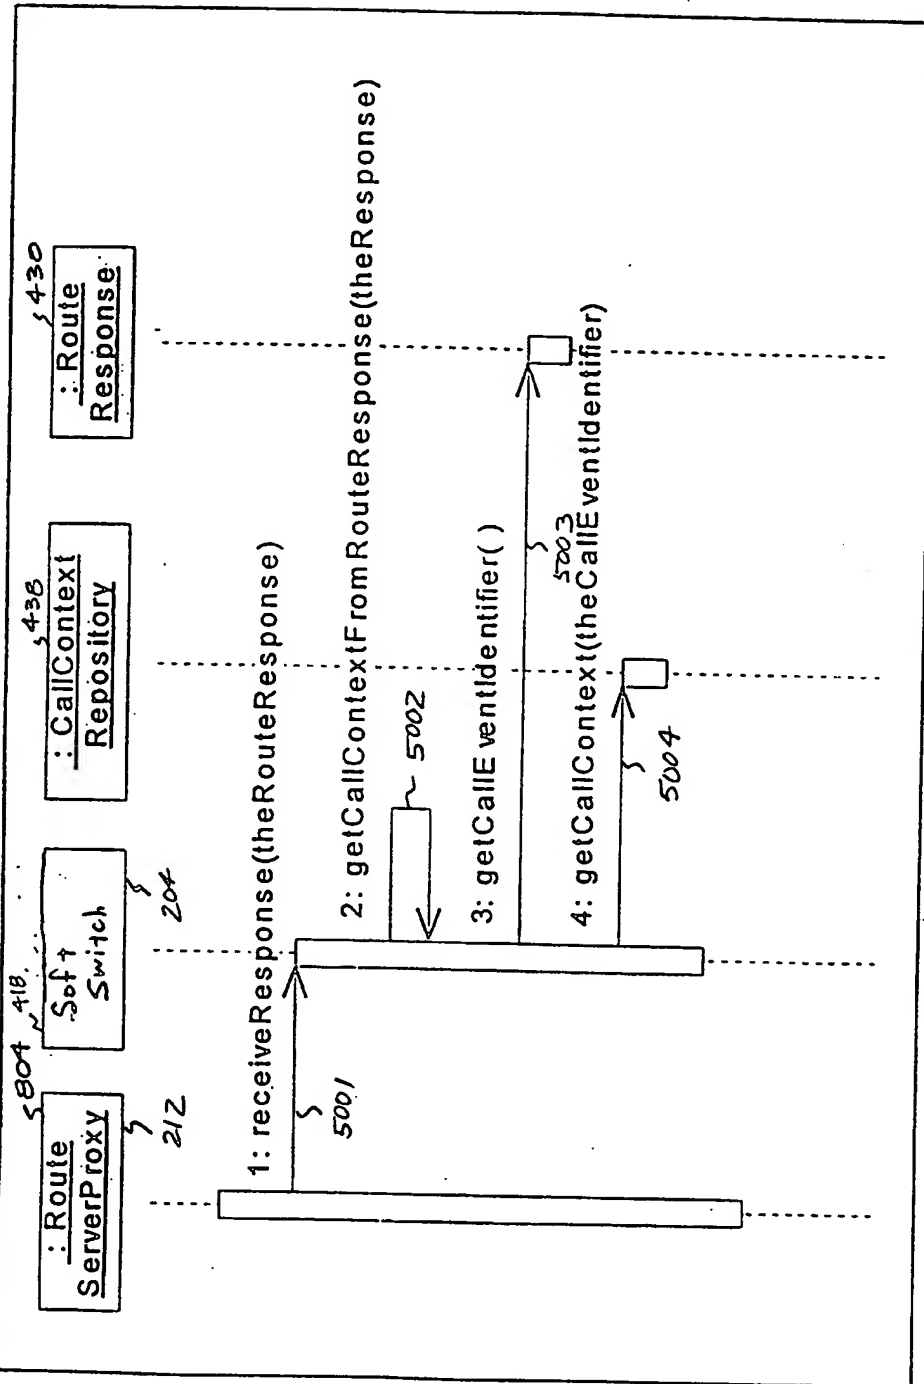 804
: Route
ServerProxy
212
418
Soft
Switch
204
438
: CallContext
Repository
430
: Route
Response
1: receiveResponse(theRouteResponse)
5001
2: getCallContextFromRouteResponse(theResponse)
5002
3: getCallEventIdentifier( )
5003
4: getCallContext(theCallEventIdentifier)
5004